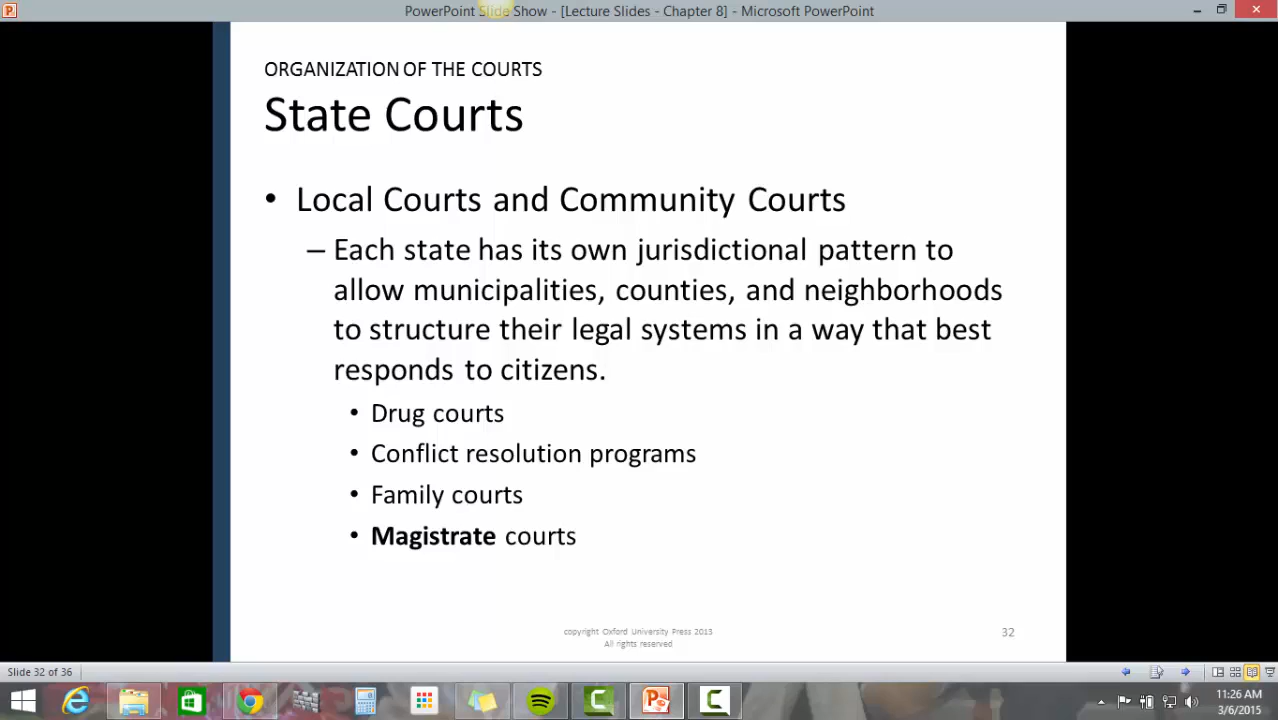 PowerPoint Slide Show - [Lecture Slides - Chapter 8] - Microsoft PowerPoint
ORGANIZATION OF THE COURTS
State Courts
• Local Courts and Community Courts
– Each state has its own jurisdictional pattern to
allow municipalities, counties, and neighborhoods
to structure their legal systems in a way that best
responds to citizens.
• Drug courts
• Conflict resolution programs
• Family courts
• Magistrate courts
copyright Oxford University Press 2013
All rights reserved
32
Slide 32 of 36
11:26 AM
3/6/2015